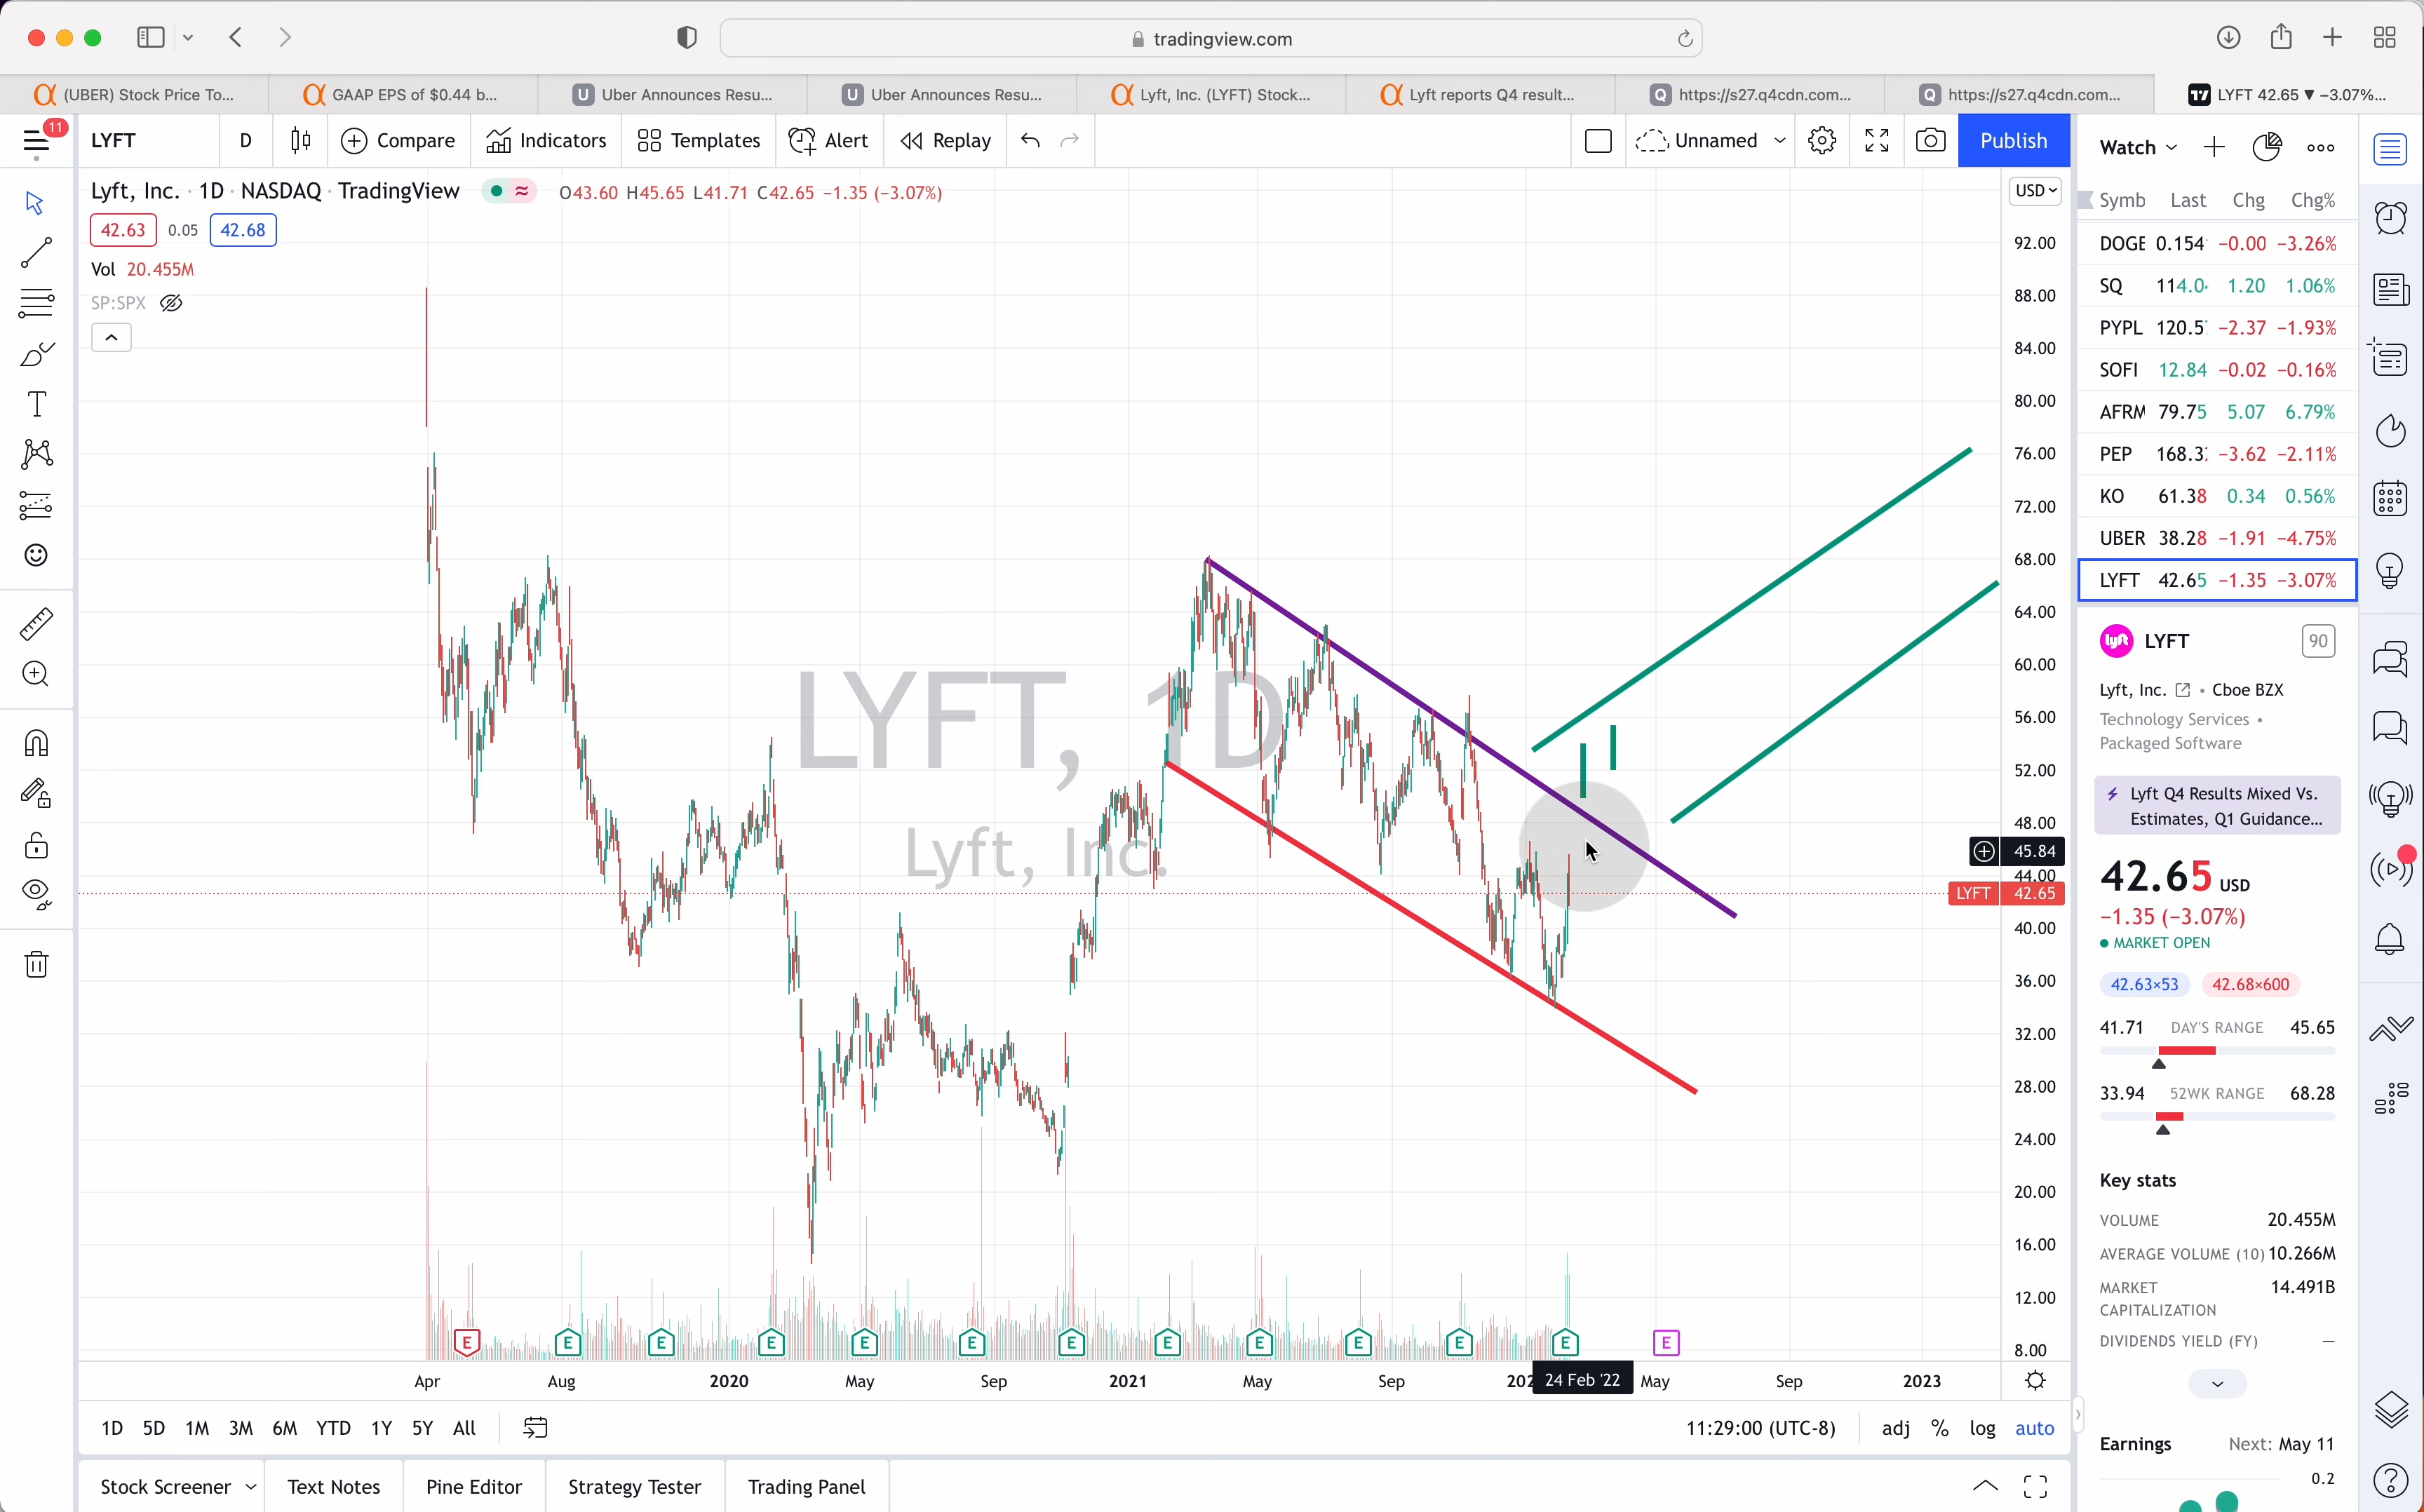 tradingview.com
(UBER) Stock Price To...
GAAP EPS of $0.44 b...
U Uber Announces Resu...
U Uber Announces Resu...
Lyft, Inc. (LYFT) Stock...
Lyft reports Q4 result...
Q https://s27.q4cdn.com...
Q https://s27.q4cdn.com...
LYFT 42.65 ▼ −3.07%...
11
LYFT D Compare Indicators Templates Alert Replay Unnamed Publish
Lyft, Inc. · 1D · NASDAQ · TradingView O43.60 H45.65 L41.71 C42.65 −1.35 (−3.07%)
42.63 0.05 42.68
Vol 20.455M
SP:SPX
LYFT, 1D
Lyft, Inc.
USD
92.00
88.00
84.00
80.00
76.00
72.00
68.00
64.00
60.00
56.00
52.00
48.00
45.84
44.00
LYFT 42.65
40.00
36.00
32.00
28.00
24.00
20.00
16.00
12.00
8.00
E E E E E E E E E E E E E
Apr Aug 2020 May Sep 2021 May Sep 202 24 Feb '22 May Sep 2023
1D 5D 1M 3M 6M YTD 1Y 5Y All 11:29:00 (UTC-8) adj % log auto
Stock Screener Text Notes Pine Editor Strategy Tester Trading Panel
Watch
Symb Last Chg Chg%
DOGE 0.154 −0.00 −3.26%
SQ 114.0 1.20 1.06%
PYPL 120.5 −2.37 −1.93%
SOFI 12.84 −0.02 −0.16%
AFRM 79.75 5.07 6.79%
PEP 168.3 −3.62 −2.11%
KO 61.38 0.34 0.56%
UBER 38.28 −1.91 −4.75%
LYFT 42.65 −1.35 −3.07%
lyft LYFT 90
Lyft, Inc. • Cboe BZX
Technology Services •
Packaged Software
Lyft Q4 Results Mixed Vs.
Estimates, Q1 Guidance...
42.65 USD
−1.35 (−3.07%)
MARKET OPEN
42.63×53 42.68×600
41.71 DAY'S RANGE 45.65
33.94 52WK RANGE 68.28
Key stats
VOLUME 20.455M
AVERAGE VOLUME (10) 10.266M
MARKET 14.491B
CAPITALIZATION
DIVIDENDS YIELD (FY) —
Earnings Next: May 11
0.2